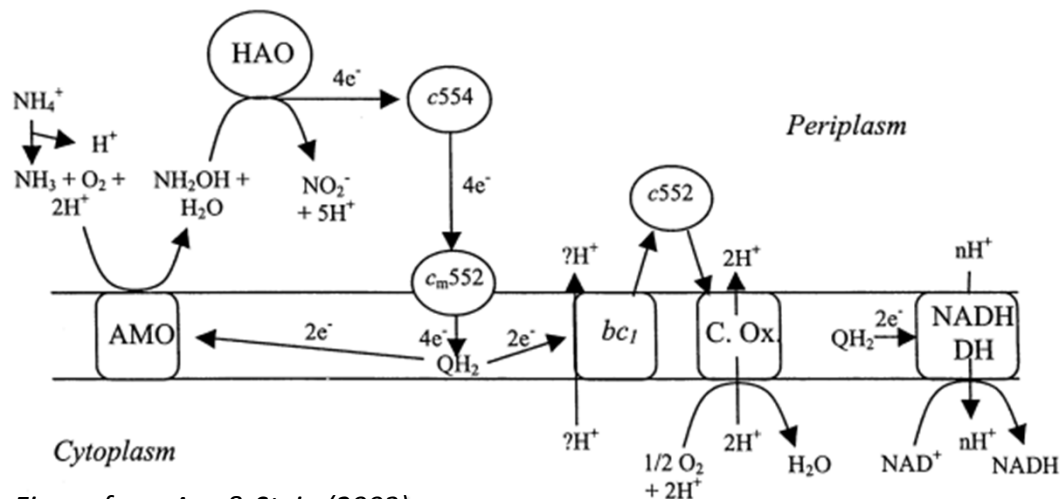 HAO
4e⁻
c554
NH₄⁺
H⁺
Periplasm
NH₃ + O₂ +
2H⁺
NH₂OH +
H₂O
NO₂⁻
+ 5H⁺
4e⁻
c552
cₘ552
?H⁺
2H⁺
nH⁺
AMO
2e⁻
4e⁻
QH₂
2e⁻
bc₁
C. Ox.
QH₂
2e⁻
NADH
DH
?H⁺
2H⁺
nH⁺
Cytoplasm
1/2 O₂
+ 2H⁺
H₂O
NAD⁺
NADH